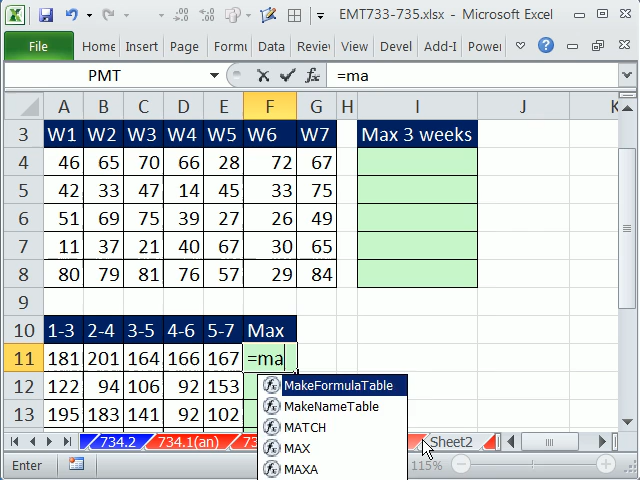 EMT733-735.xlsx - Microsoft Excel
File Home Insert Page Formu Data Revie View Devel Add-I Power
PMT =ma
A B C D E F G H I J K
3 W1 W2 W3 W4 W5 W6 W7 Max 3 weeks
4 46 65 70 66 28 72 67
5 42 33 47 14 45 33 75
6 51 69 75 39 27 26 49
7 11 37 21 40 67 30 65
8 80 79 81 76 57 29 84
9
10 1-3 2-4 3-5 4-6 5-7 Max
11 181 201 164 166 167 =ma
12 122 94 106 92 153
13 195 183 141 92 102
MakeFormulaTable
MakeNameTable
MATCH
MAX
MAXA
734.2 734.1(an) 73 Sheet2
Enter 115%